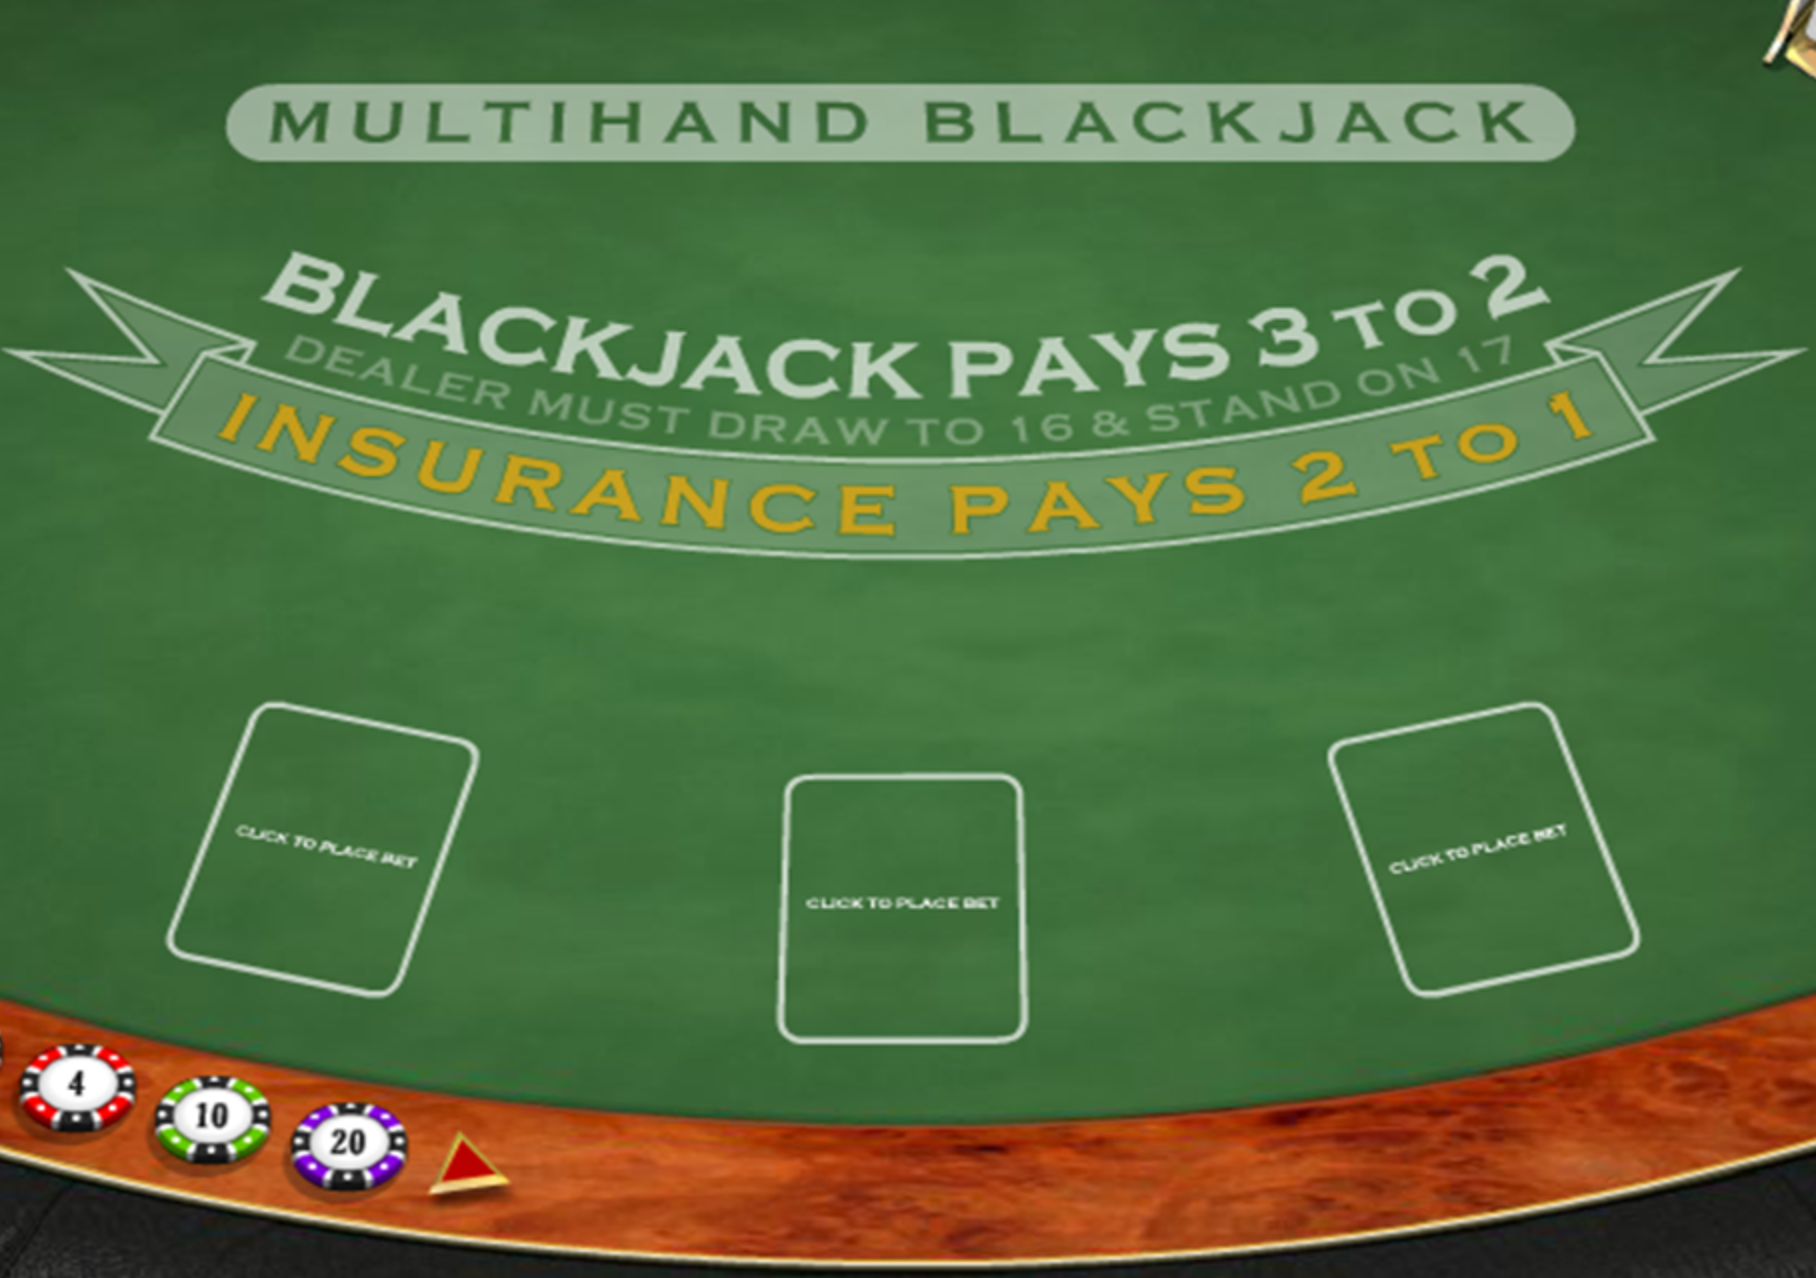 MULTIHAND BLACKJACK
BLACKJACK PAYS 3 TO 2
DEALER MUST DRAW TO 16 & STAND ON 17
INSURANCE PAYS 2 TO 1
CLICK TO PLACE BET
CLICK TO PLACE BET
CLICK TO PLACE BET
4
10
20